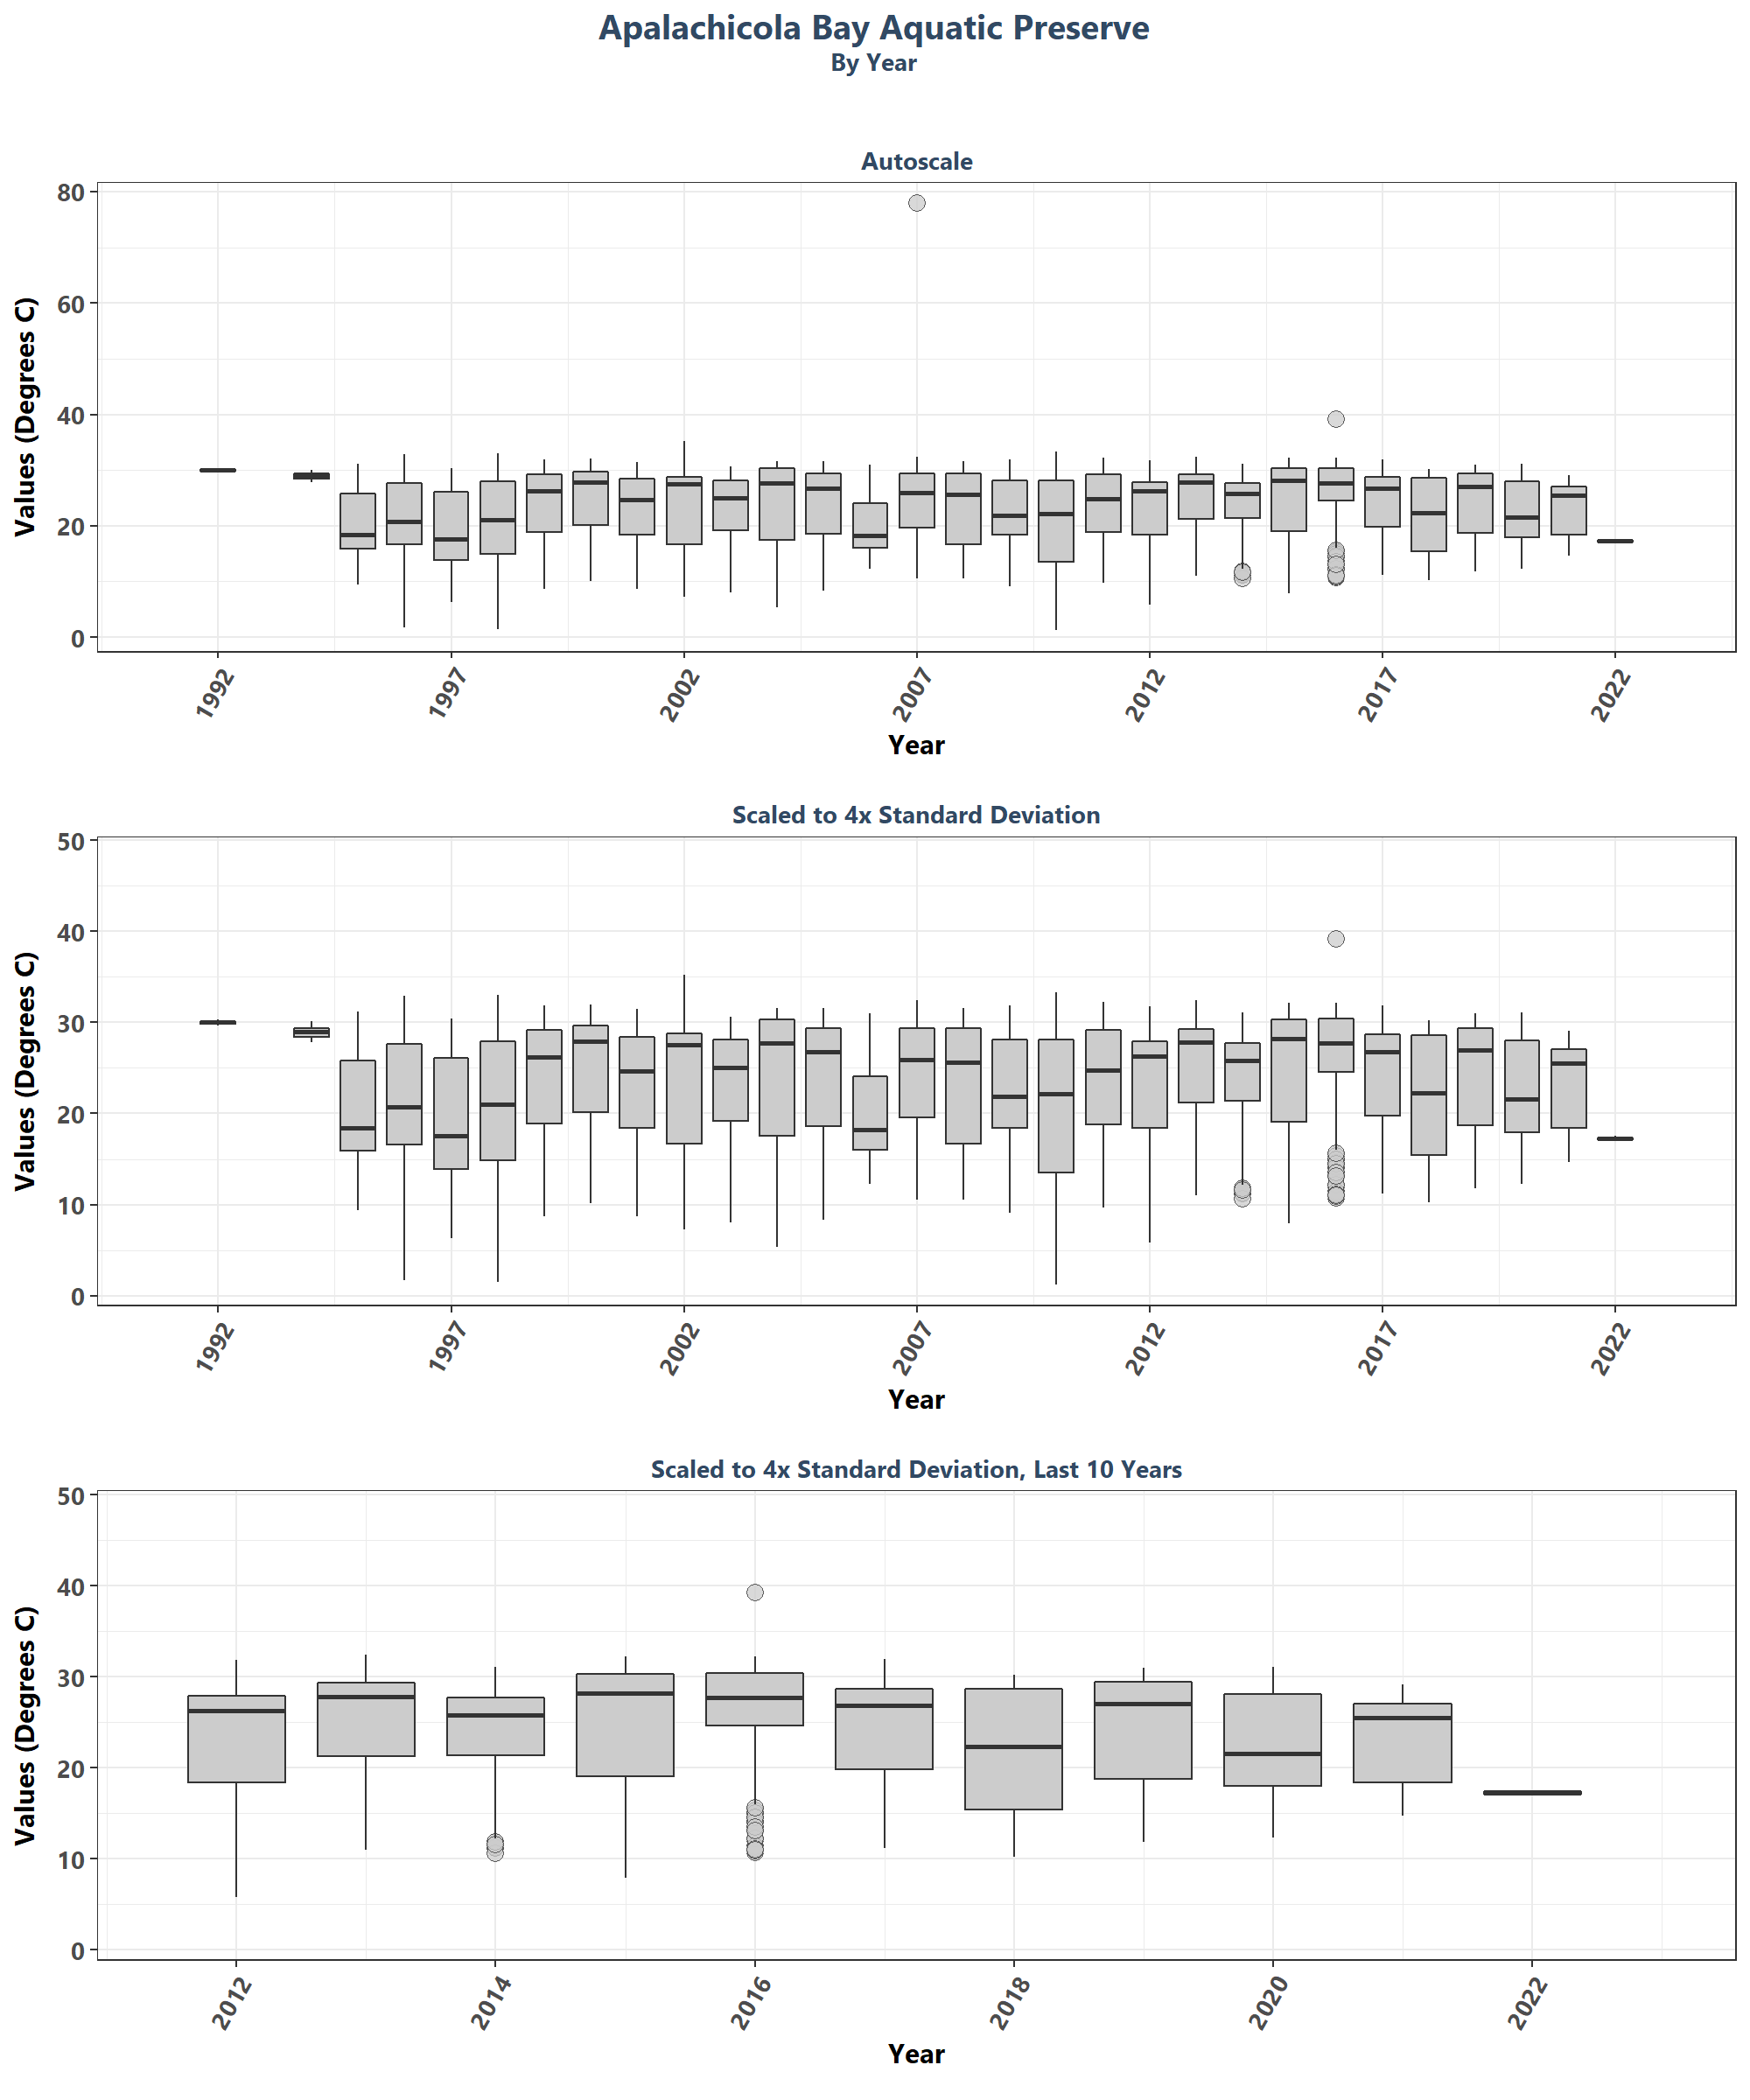 Apalachicola Bay Aquatic Preserve
By Year
Autoscale
Values (Degrees C)
80
60
40
20
0
1992 1997 2002 2007 2012 2017 2022
Year
Scaled to 4x Standard Deviation
Values (Degrees C)
50
40
30
20
10
0
1992 1997 2002 2007 2012 2017 2022
Year
Scaled to 4x Standard Deviation, Last 10 Years
Values (Degrees C)
50
40
30
20
10
0
2012 2014 2016 2018 2020 2022
Year